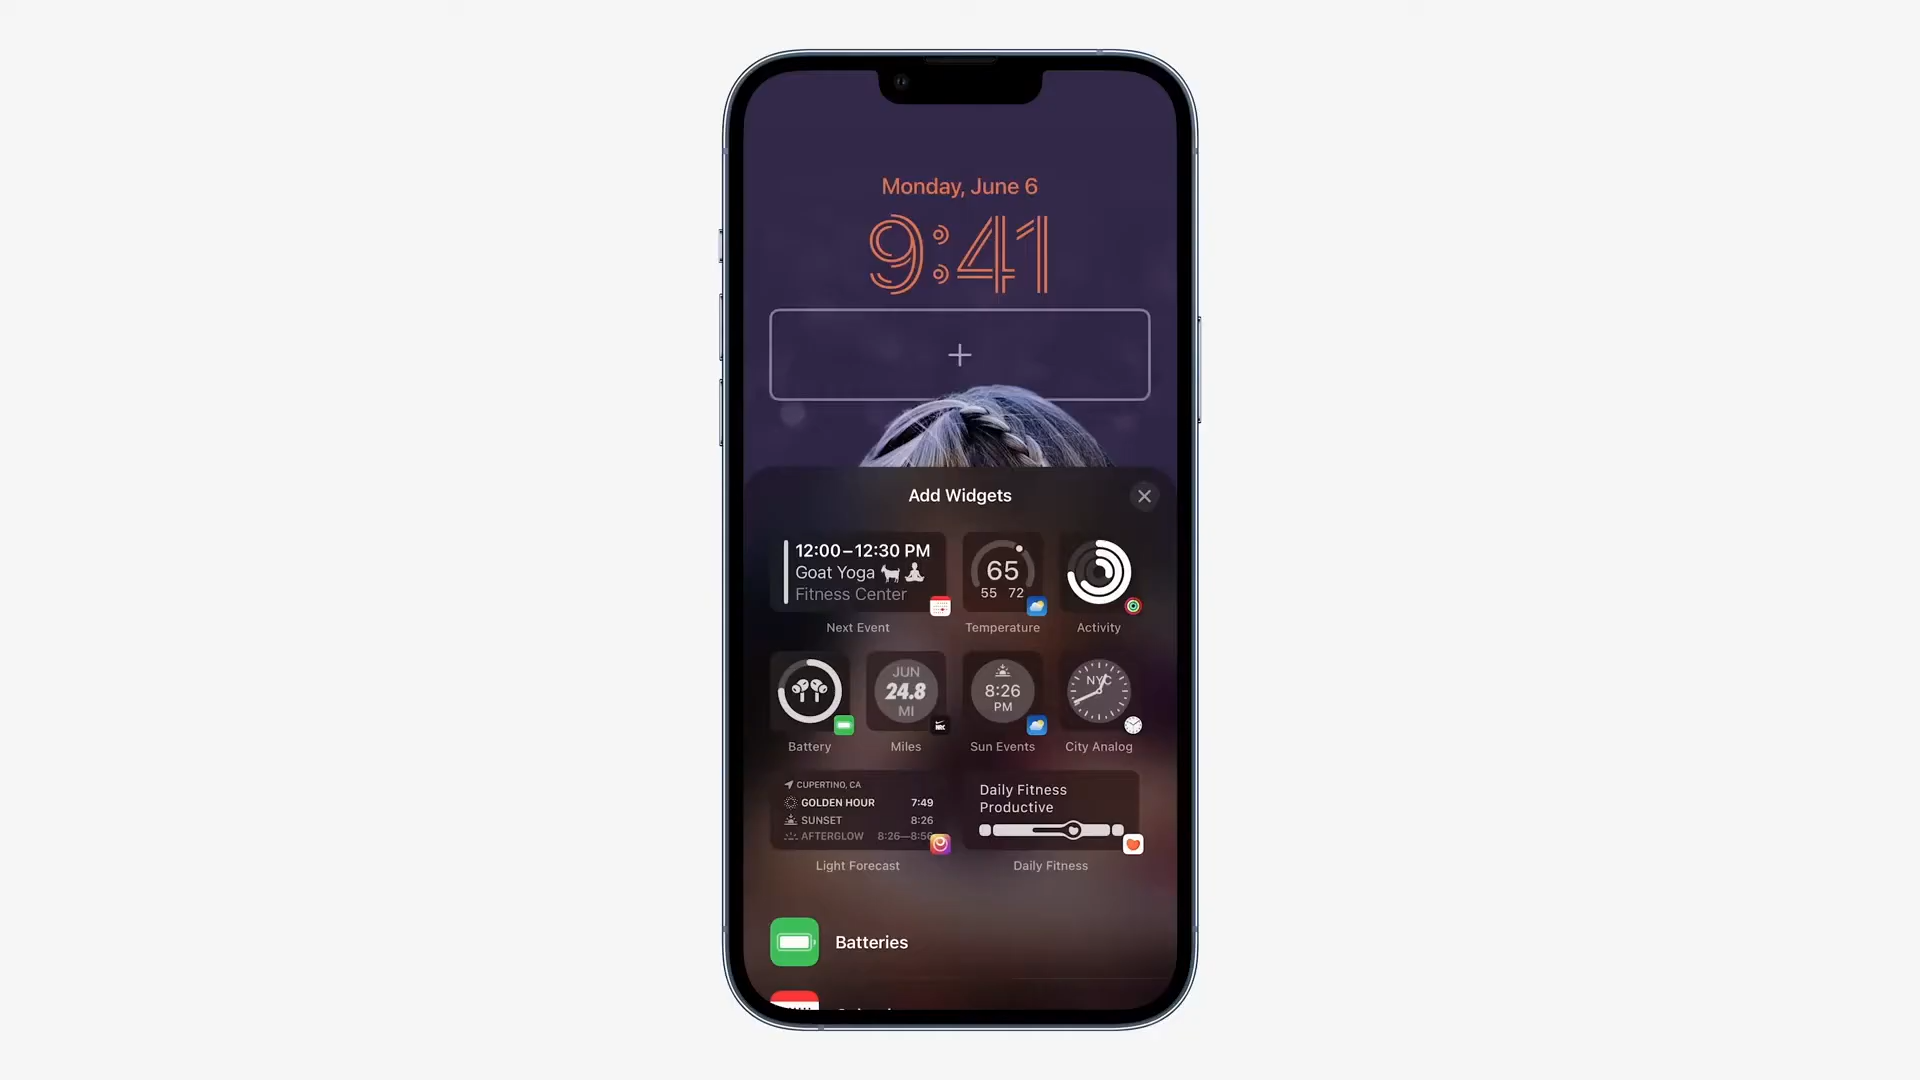 Monday, June 6
9:41
+
Add Widgets
12:00–12:30 PM
Goat Yoga 🐐🧘
Fitness Center
Next Event
65
55 72
Temperature
Activity
Battery
JUN
24.8
MI
NRC
Miles
8:26
PM
Sun Events
NYC
City Analog
CUPERTINO, CA
GOLDEN HOUR 7:49
SUNSET 8:26
AFTERGLOW 8:26—8:56
Light Forecast
Daily Fitness
Productive
Daily Fitness
Batteries